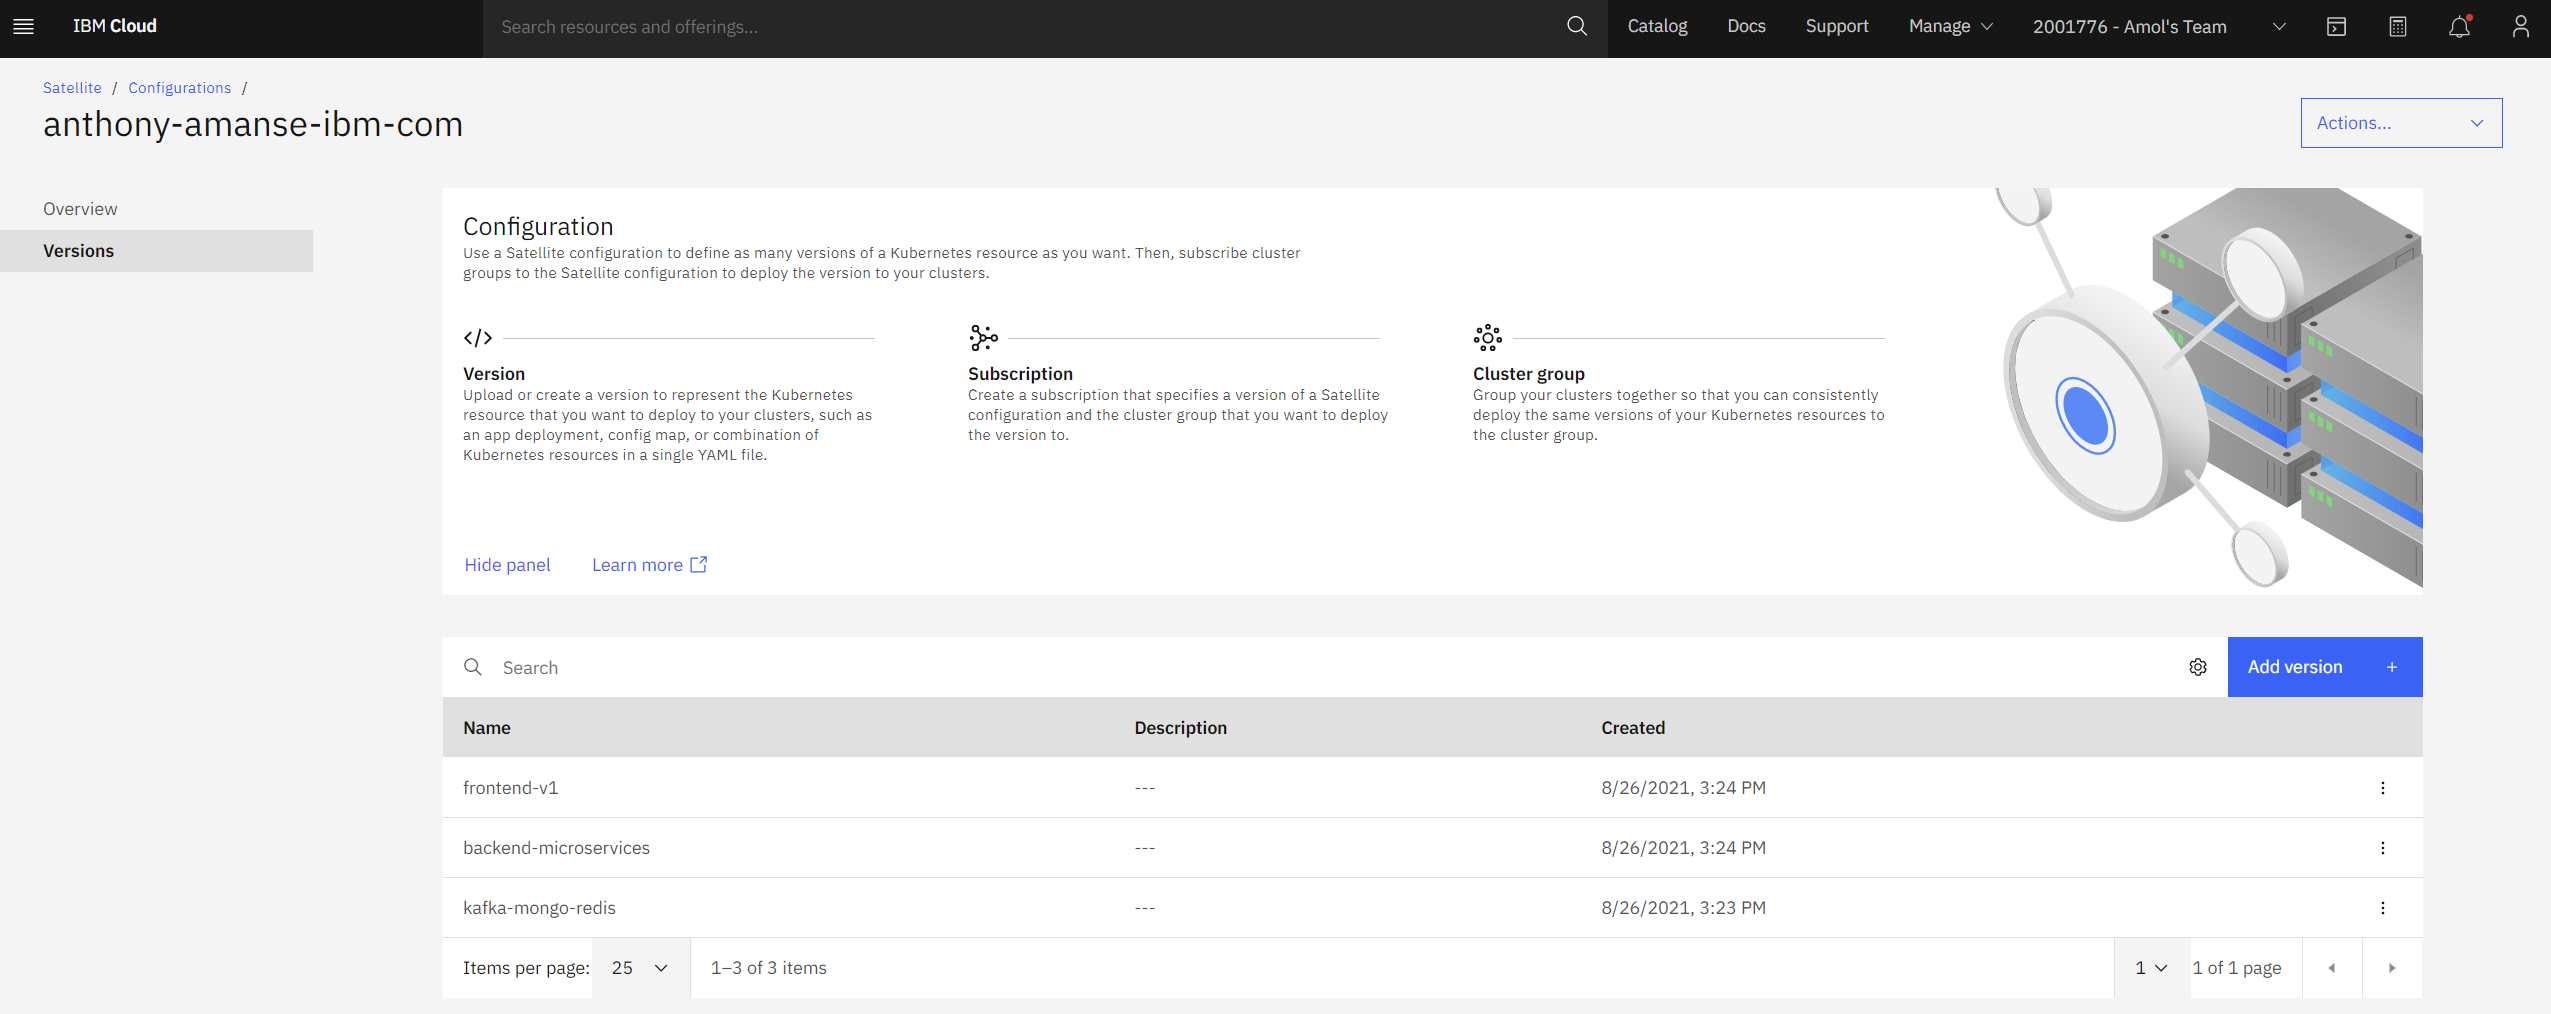 IBM Cloud
Search resources and offerings...
Catalog
Docs
Support
Manage
2001776 - Amol's Team
Satellite / Configurations /
anthony-amanse-ibm-com
Actions...
Overview
Versions
Configuration
Use a Satellite configuration to define as many versions of a Kubernetes resource as you want. Then, subscribe cluster
groups to the Satellite configuration to deploy the version to your clusters.
Version
Upload or create a version to represent the Kubernetes
resource that you want to deploy to your clusters, such as
an app deployment, config map, or combination of
Kubernetes resources in a single YAML file.
Subscription
Create a subscription that specifies a version of a Satellite
configuration and the cluster group that you want to deploy
the version to.
Cluster group
Group your clusters together so that you can consistently
deploy the same versions of your Kubernetes resources to
the cluster group.
Hide panel
Learn more
Search
Add version +
Name Description Created
frontend-v1 --- 8/26/2021, 3:24 PM
backend-microservices --- 8/26/2021, 3:24 PM
kafka-mongo-redis --- 8/26/2021, 3:23 PM
Items per page: 25 1–3 of 3 items 1 1 of 1 page